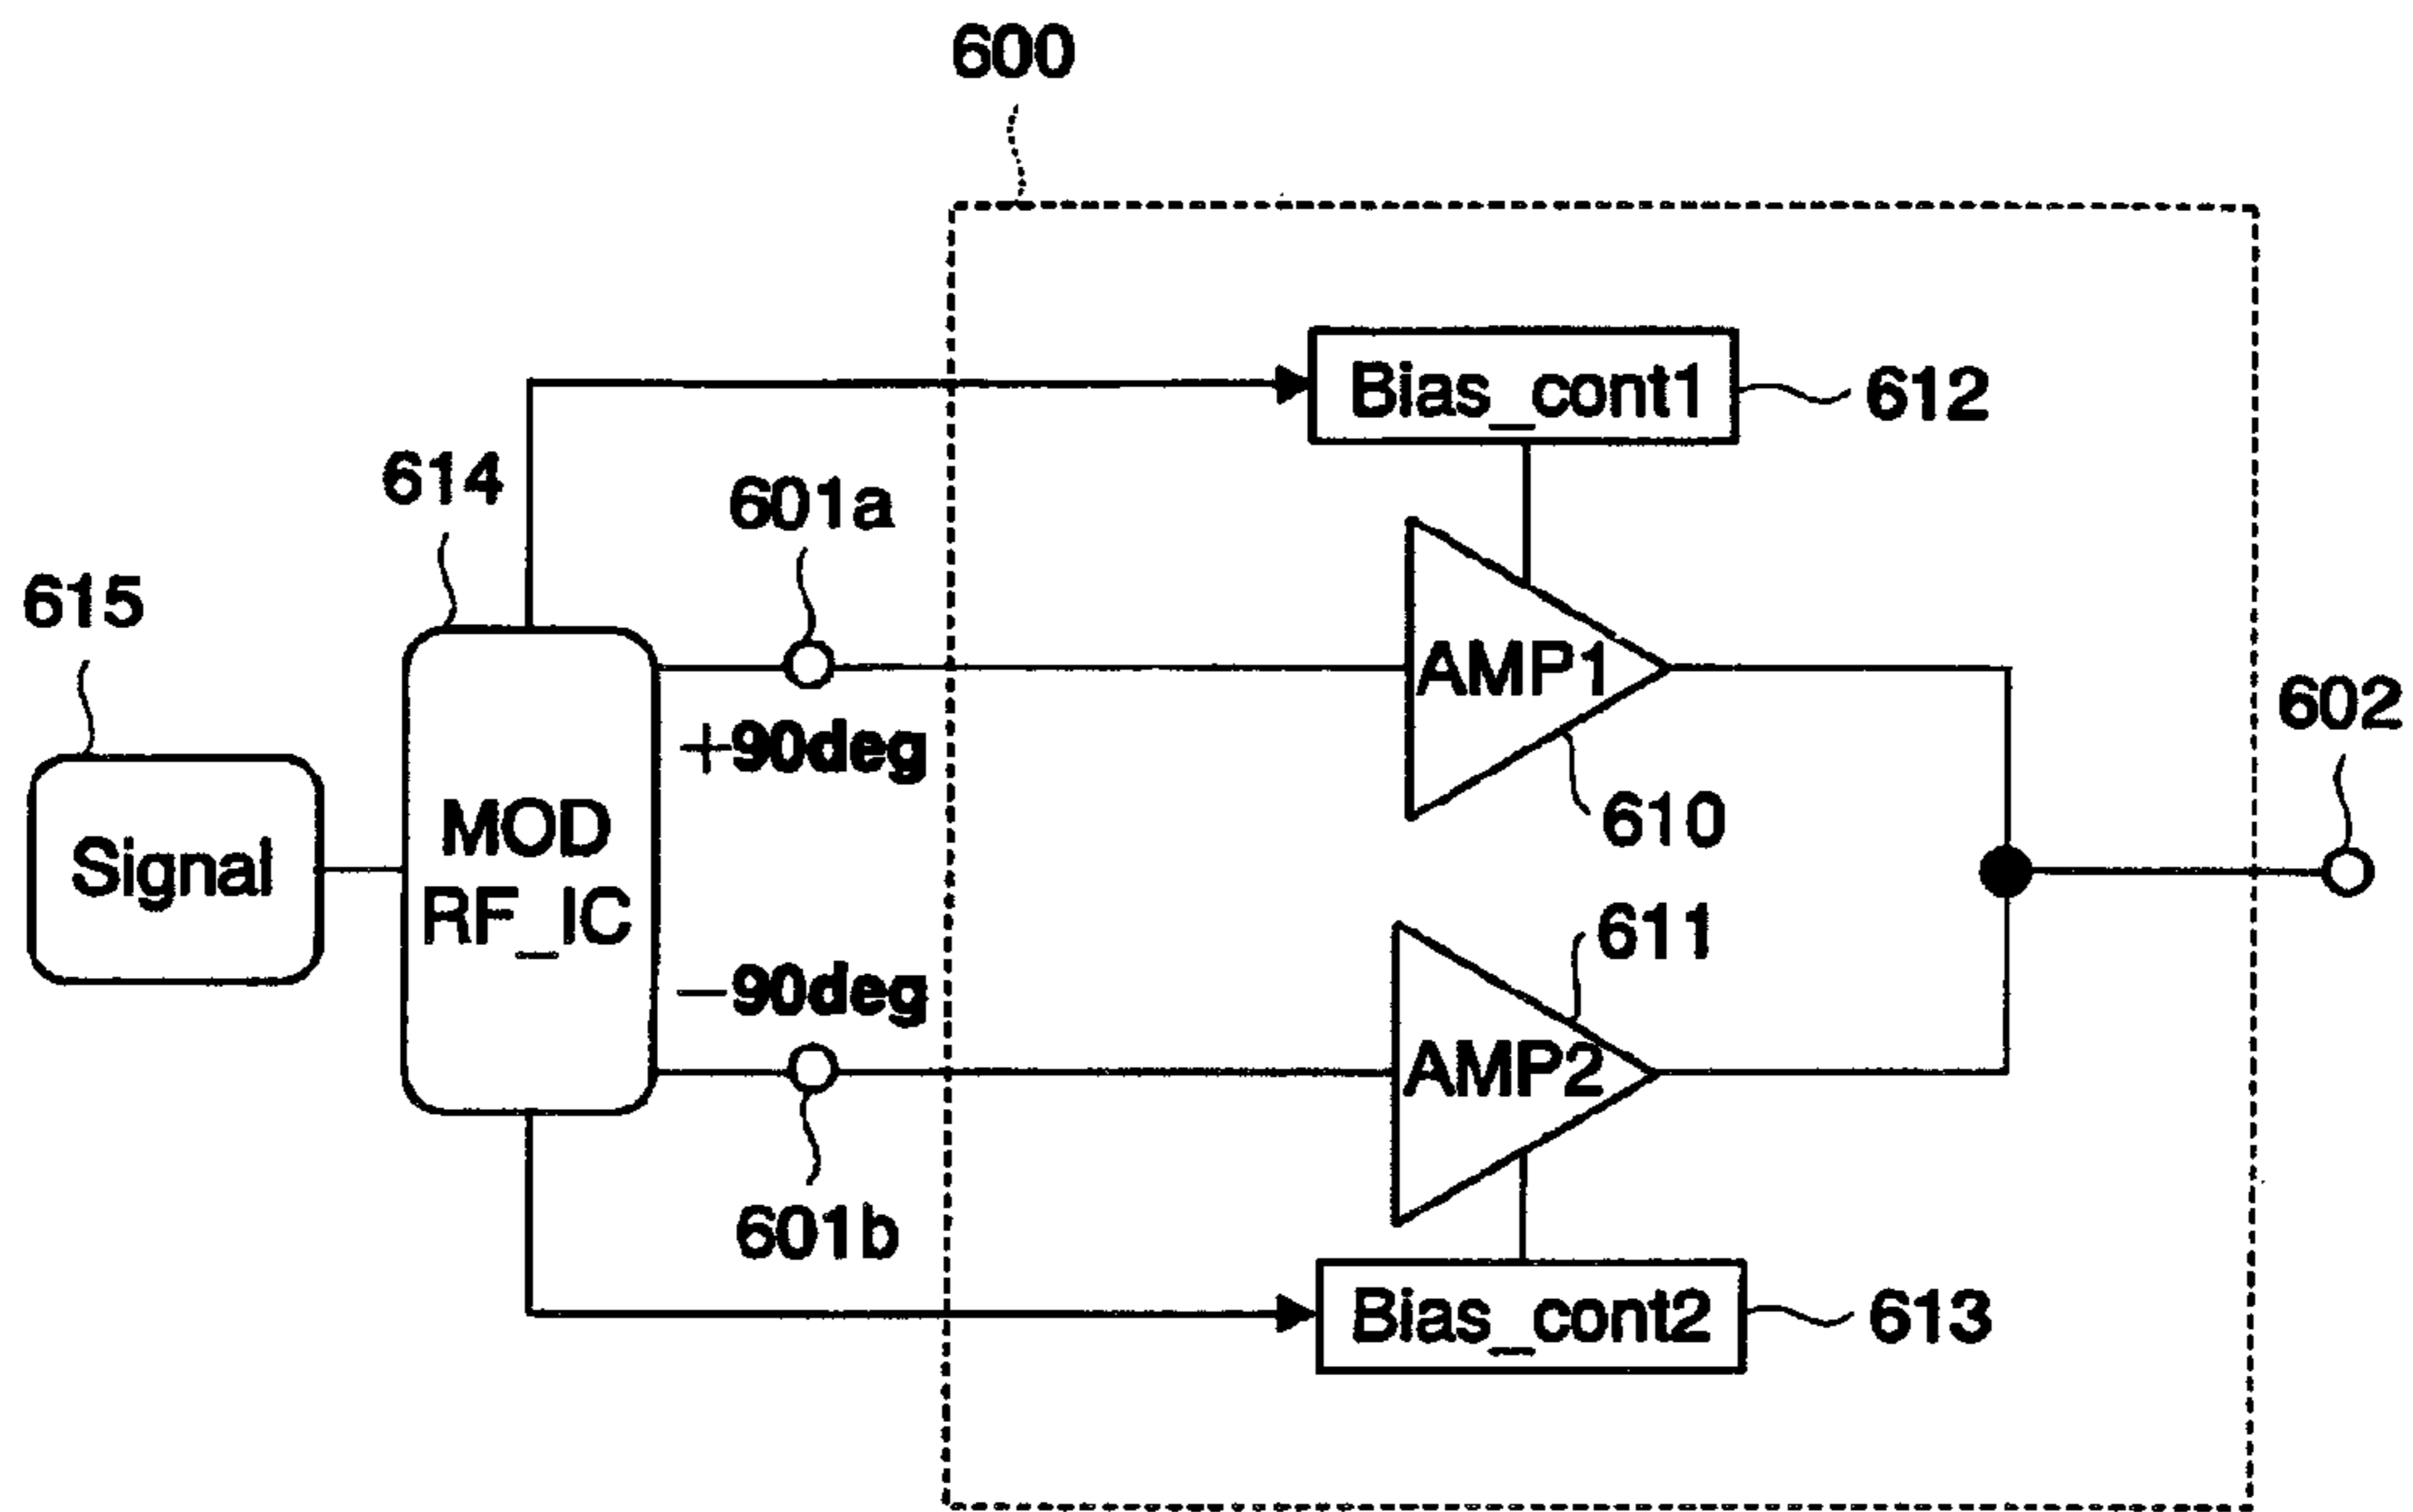 600
Bias_cont1
612
614
601a
615
AMP1
602
+90deg
610
MOD
RF_IC
Signal
611
−90deg
AMP2
601b
Bias_cont2
613